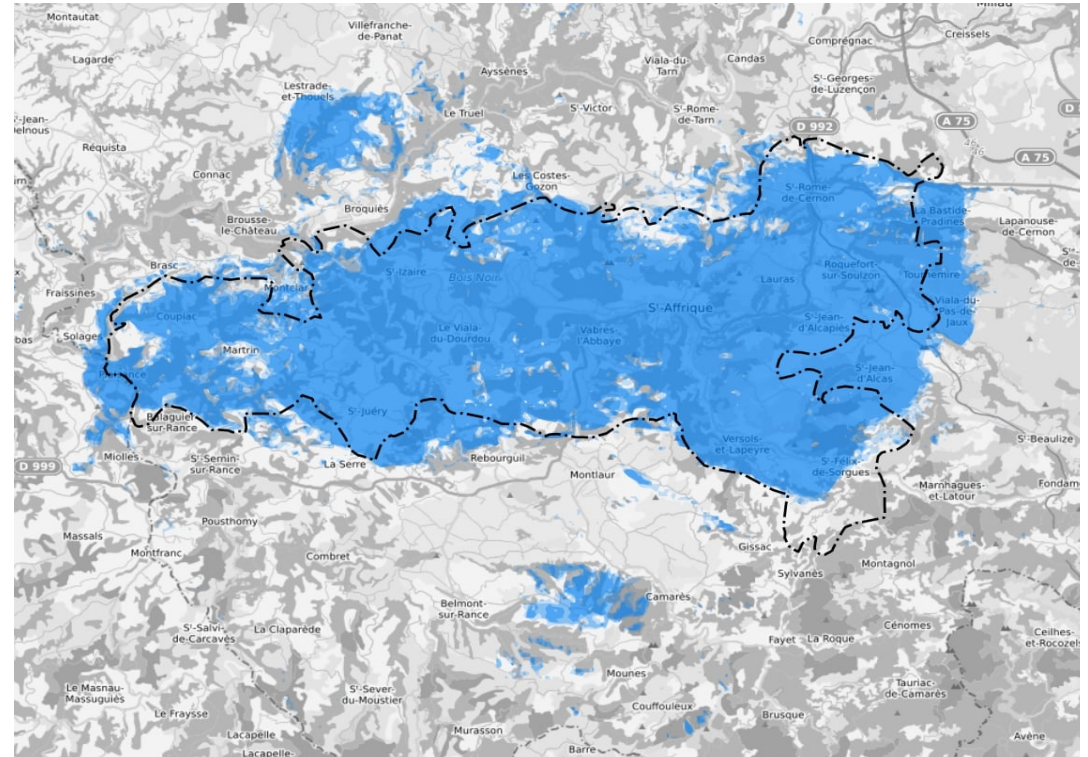 Montautat
Villefranche-
de-Panat
Creissels
Comprégnac
Lagarde
Ayssènes
Viala-du-
Tarn
Candas
Sᵗ-Georges-
de-Luzençon
Lestrade-
et-Thouels
Le Truel
Sᵗ-Victor
Sᵗ-Rome-
de-Tarn
D 992
A 75
A 75
Réquista
Connac
Les Costes-
Gozon
Sᵗ-Rome-
de-Cernon
Broquiès
Brousse-
le-Château
La Bastide-
Pradines
Lapanouse-
de-Cernon
Brasc
Sᵗ-Izaire
Bois Noir
Lauras
Roquefort-
sur-Soulzon
Tournemire
Fraissines
Montclar
Coupiac
Sᵗ-Affrique
Viala-du-
Pas-de-
Jaux
Solages
Martrin
Le Viala-
du-Dourdou
Vabres-
l'Abbaye
Sᵗ-Jean-
d'Alcapiès
Plaisance
Sᵗ-Jean-
d'Alcas
Balaguier-
sur-Rance
Sᵗ-Juéry
Versols-
et-Lapeyre
Sᵗ-Beaulize
D 999
Miolles
Sᵗ-Sernin-
sur-Rance
La Serre
Rebourguil
Montlaur
Sᵗ-Félix-
de-Sorgues
Marnhagues-
et-Latour
Pousthomy
Massals
Montfranc
Combret
Gissac
Sylvanès
Montagnol
Belmont-
sur-Rance
Camarès
Sᵗ-Salvi-
de-Carcavès
La Claparède
Fayet
La Roque
Cénomes
Ceilhes-
et-Rocozels
Mounes
Le Masnau-
Massuguiès
Sᵗ-Sever-
du-Moustier
Tauriac-
de-Camarès
Le Fraysse
Couffouleux
Brusque
Lacapelle
Murasson
Avène
Lacapelle-
Barre